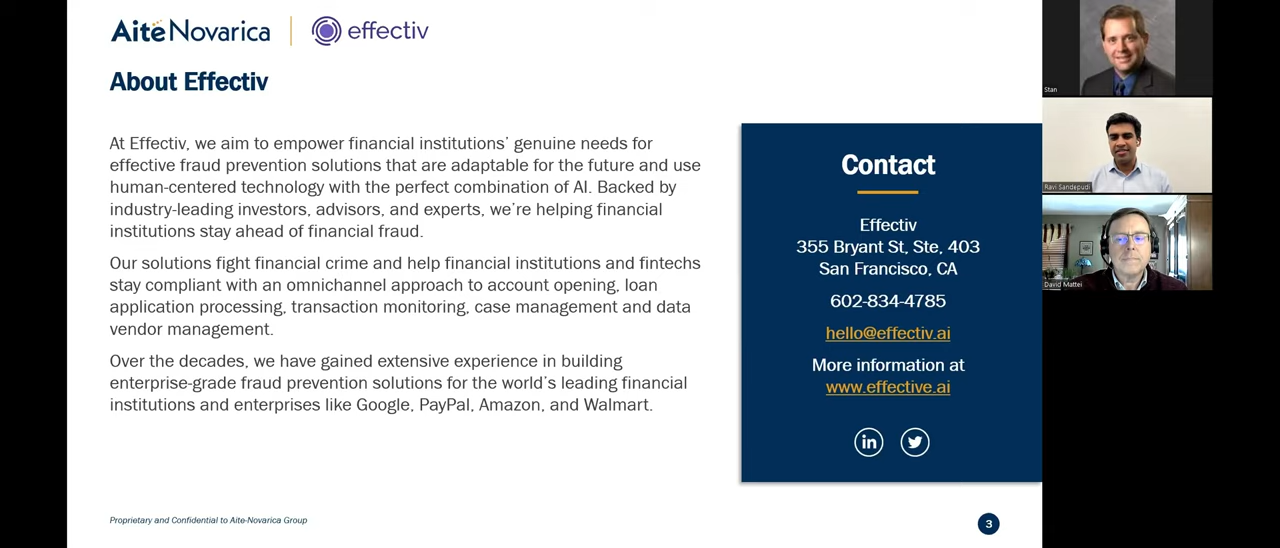 Aite Novarica
effectiv
About Effectiv
At Effectiv, we aim to empower financial institutions’ genuine needs for
effective fraud prevention solutions that are adaptable for the future and use
human-centered technology with the perfect combination of AI. Backed by
industry-leading investors, advisors, and experts, we’re helping financial
institutions stay ahead of financial fraud.
Our solutions fight financial crime and help financial institutions and fintechs
stay compliant with an omnichannel approach to account opening, loan
application processing, transaction monitoring, case management and data
vendor management.
Over the decades, we have gained extensive experience in building
enterprise-grade fraud prevention solutions for the world’s leading financial
institutions and enterprises like Google, PayPal, Amazon, and Walmart.
Contact
Effectiv
355 Bryant St, Ste, 403
San Francisco, CA
602-834-4785
hello@effectiv.ai
More information at
www.effective.ai
in
Proprietary and Confidential to Aite-Novarica Group
3
Stan
Ravi Sandepudi
David Mattei